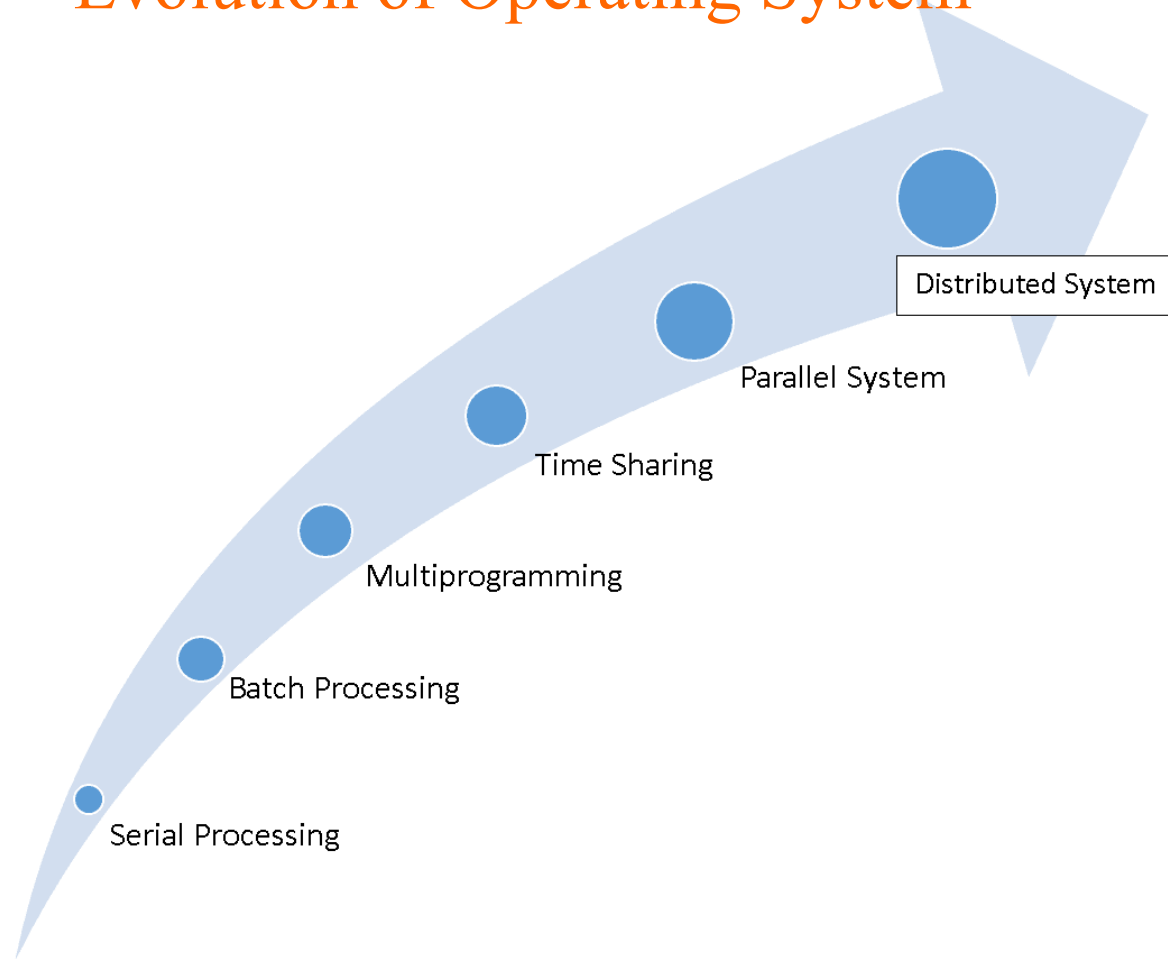 Evolution of Operating System
Distributed System
Parallel System
Time Sharing
Multiprogramming
Batch Processing
Serial Processing